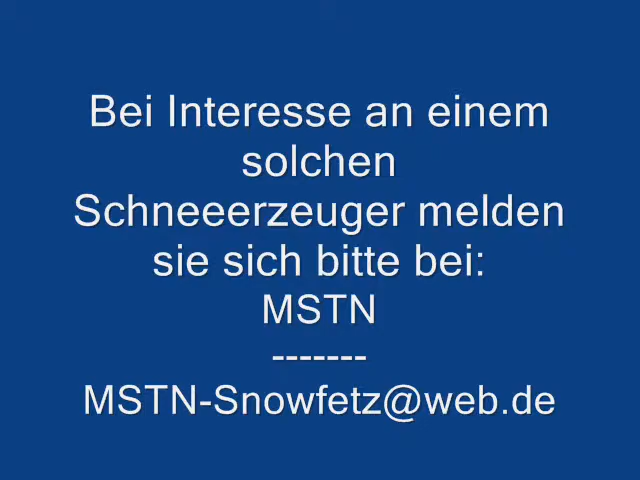 Bei Interesse an einem
solchen
Schneeerzeuger melden
sie sich bitte bei:
MSTN
-------
MSTN-Snowfetz@web.de